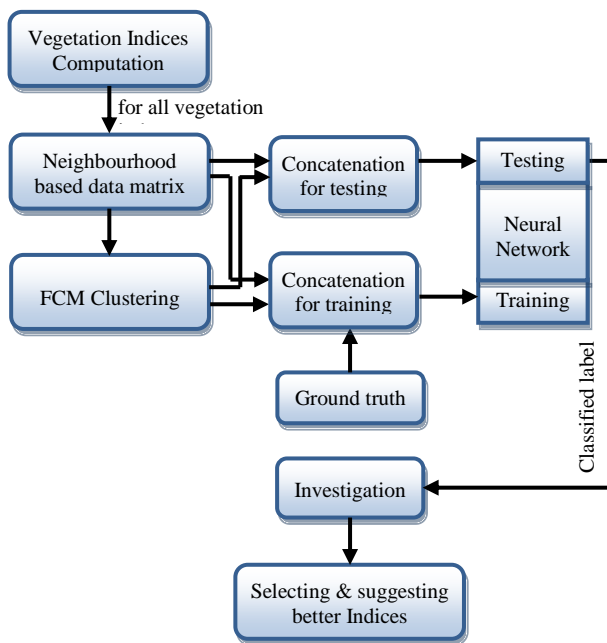 Vegetation Indices
Computation
for all vegetation
Neighbourhood
based data matrix
FCM Clustering
Concatenation
for testing
Concatenation
for training
Ground truth
Testing
Neural
Network
Training
Classified label
Investigation
Selecting & suggesting
better Indices